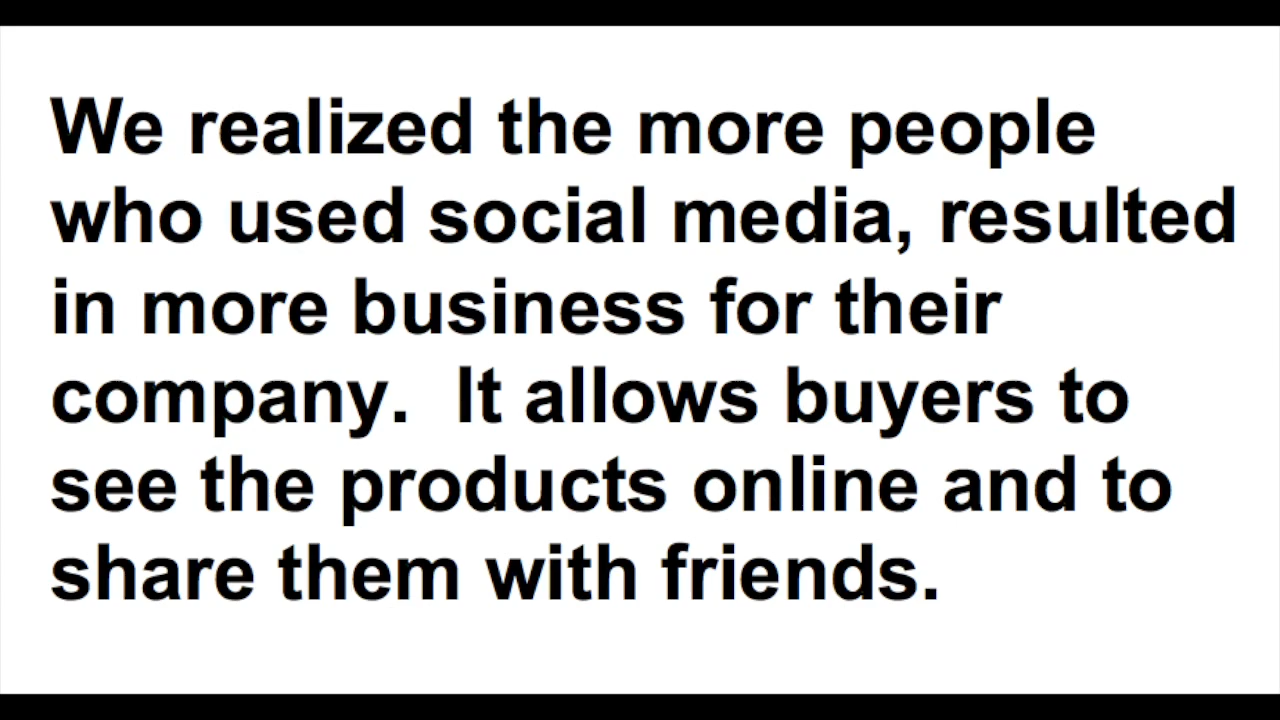 We realized the more people
who used social media, resulted
in more business for their
company.  It allows buyers to
see the products online and to
share them with friends.